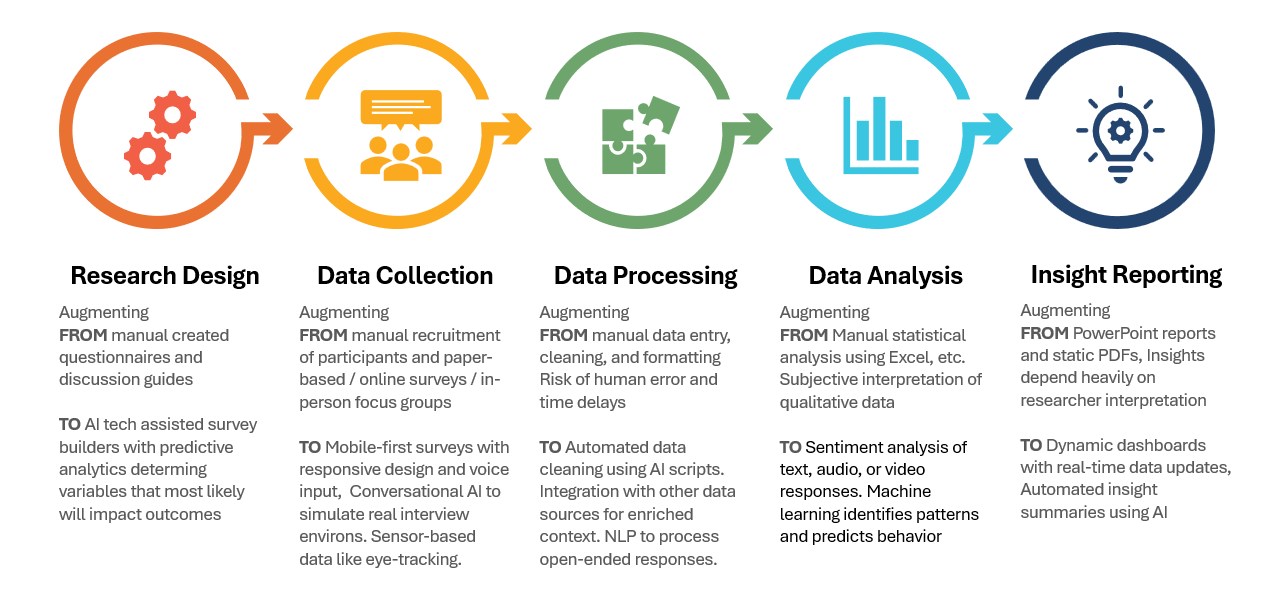 Research Design
Augmenting
FROM manual created
questionnaires and
discussion guides
TO AI tech assisted survey
builders with predictive
analytics determing
variables that most likely
will impact outcomes
Data Collection
Augmenting
FROM manual recruitment
of participants and paper-
based / online surveys / in-
person focus groups
TO Mobile-first surveys with
responsive design and voice
input,  Conversational AI to
simulate real interview
environs. Sensor-based
data like eye-tracking.
Data Processing
Augmenting
FROM manual data entry,
cleaning, and formatting
Risk of human error and
time delays
TO Automated data
cleaning using AI scripts.
Integration with other data
sources for enriched
context. NLP to process
open-ended responses.
Data Analysis
Augmenting
FROM Manual statistical
analysis using Excel, etc.
Subjective interpretation of
qualitative data
TO Sentiment analysis of
text, audio, or video
responses. Machine
learning identifies patterns
and predicts behavior
Insight Reporting
Augmenting
FROM PowerPoint reports
and static PDFs, Insights
depend heavily on
researcher interpretation
TO Dynamic dashboards
with real-time data updates,
Automated insight
summaries using AI